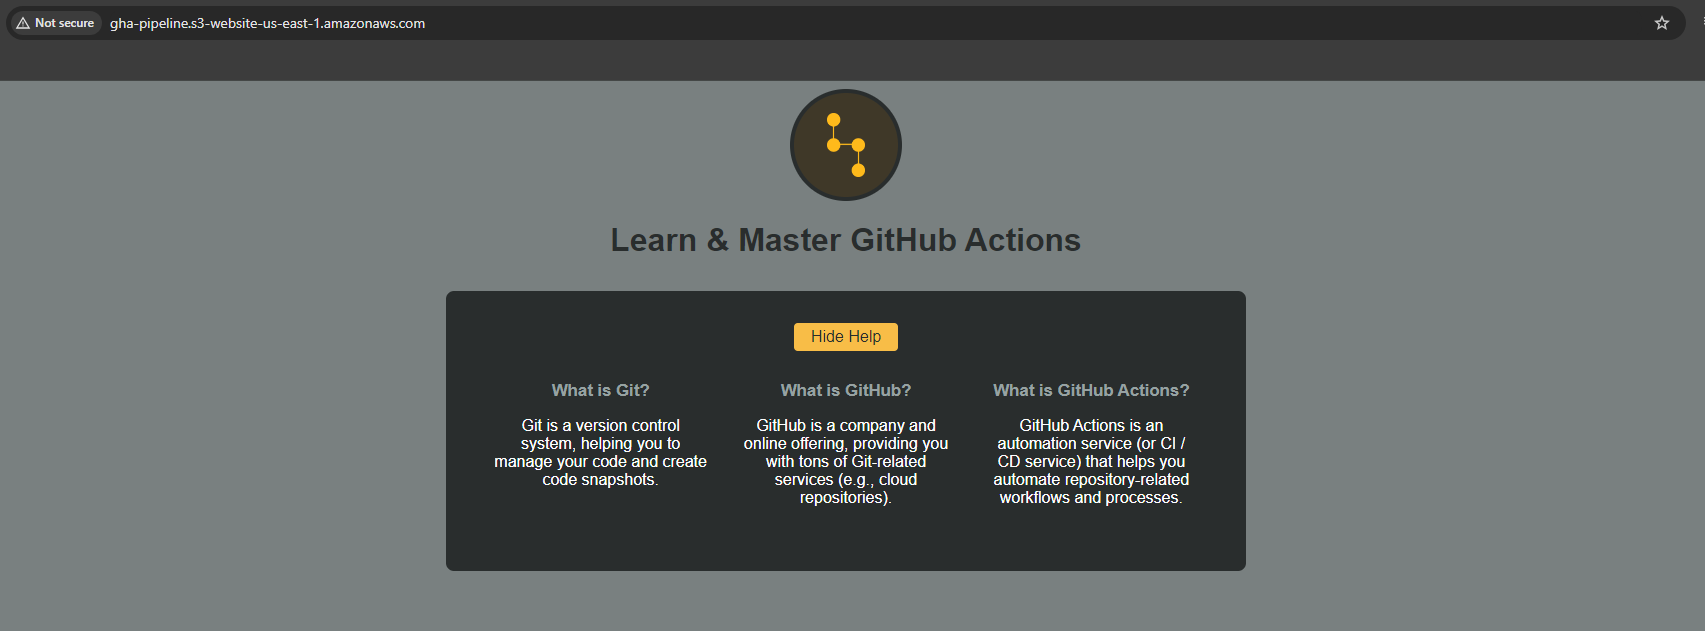 Not secure
gha-pipeline.s3-website-us-east-1.amazonaws.com
Learn & Master GitHub Actions
Hide Help
What is Git?
Git is a version control
system, helping you to
manage your code and create
code snapshots.
What is GitHub?
GitHub is a company and
online offering, providing you
with tons of Git-related
services (e.g., cloud
repositories).
What is GitHub Actions?
GitHub Actions is an
automation service (or CI /
CD service) that helps you
automate repository-related
workflows and processes.